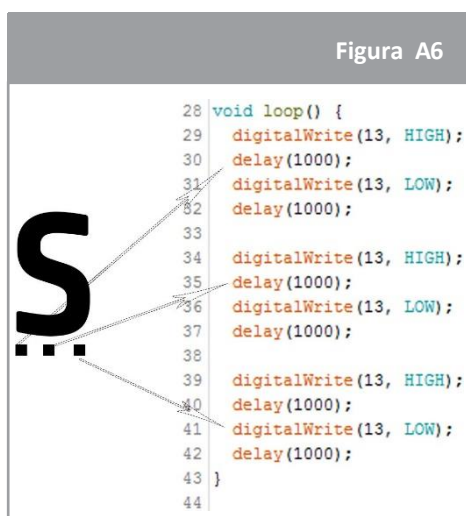 Figura A6
28 void loop() {
29 digitalWrite(13, HIGH);
30 delay(1000);
31 digitalWrite(13, LOW);
32 delay(1000);
33
34 digitalWrite(13, HIGH);
35 delay(1000);
36 digitalWrite(13, LOW);
37 delay(1000);
38
39 digitalWrite(13, HIGH);
40 delay(1000);
41 digitalWrite(13, LOW);
42 delay(1000);
43 }
44
S
...